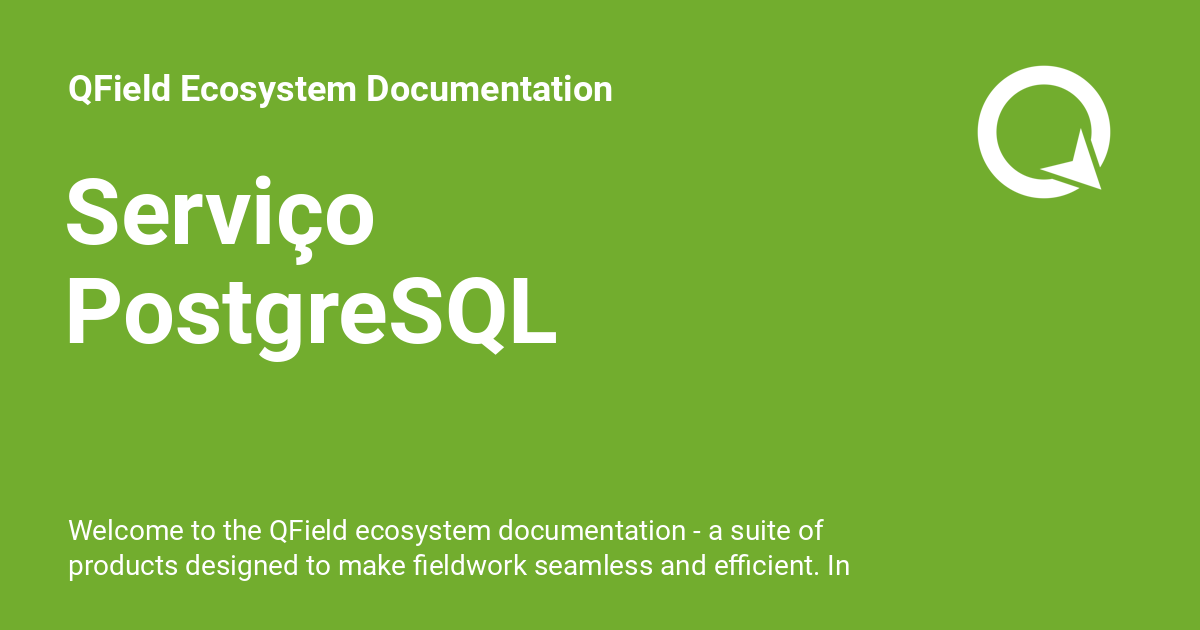 QField Ecosystem Documentation
Serviço
PostgreSQL
Welcome to the QField ecosystem documentation - a suite of
products designed to make fieldwork seamless and efficient. In